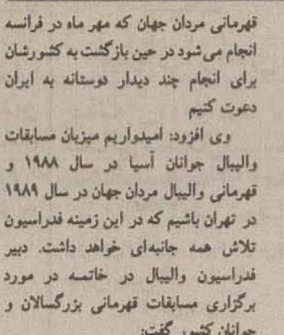 قهرمانی مردان جهان که مهر ماه در فرانسه
انجام می شود در حین بازگشت به کشورشان
برای انجام چند دیدار دوستانه به ایران
دعوت کنیم
وی افزود: امیدواریم میزبان مسابقات
والیبال جوانان آسیا در سال ۱۹۸۸ و
قهرمانی والیبال مردان جهان در سال ۱۹۸۹
در تهران باشیم که در این زمینه فدراسیون
تلاش همه جانبه‌ای خواهد داشت. دبیر
فدراسیون والیبال در خاتمه در مورد
برگزاری مسابقات قهرمانی بزرگسالان و
جوانان کشور گفت: